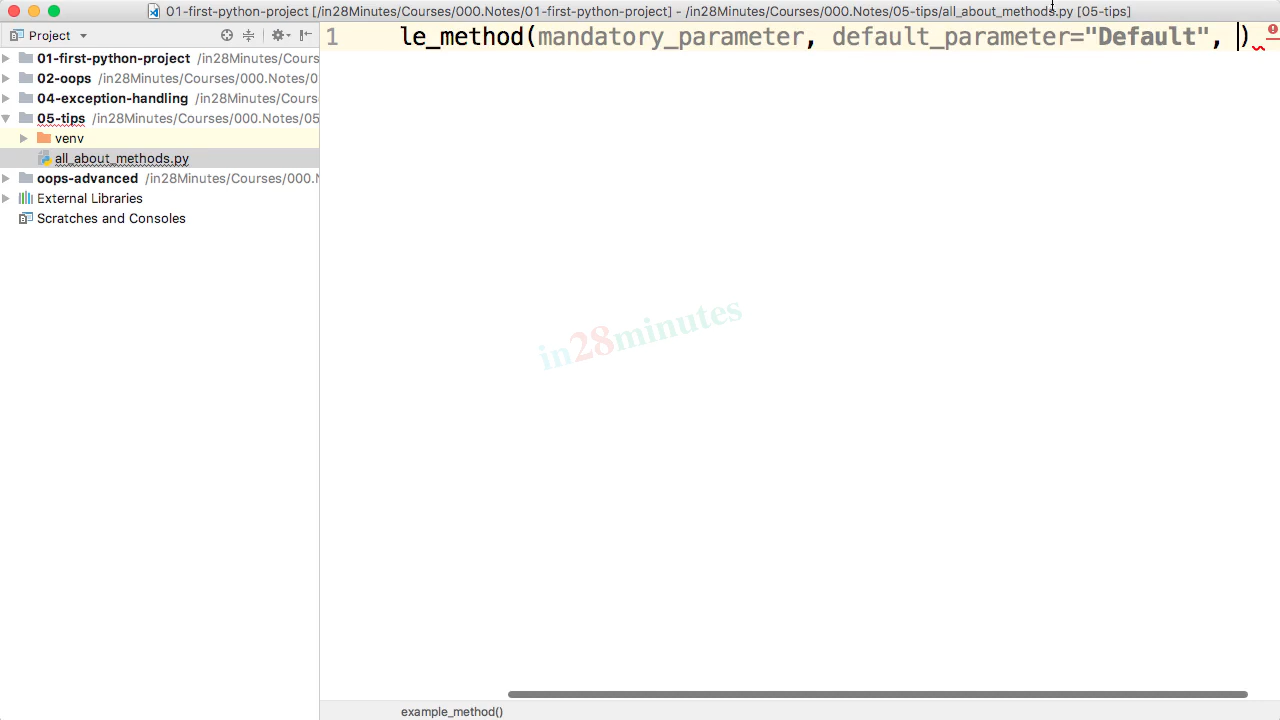 01-first-python-project [/in28Minutes/Courses/000.Notes/01-first-python-project] - /in28Minutes/Courses/000.Notes/05-tips/all_about_methods.py [05-tips]
Project
01-first-python-project /in28Minutes/Cours
02-oops /in28Minutes/Courses/000.Notes/0
04-exception-handling /in28Minutes/Cours
05-tips /in28Minutes/Courses/000.Notes/05
venv
all_about_methods.py
oops-advanced /in28Minutes/Courses/000.N
External Libraries
Scratches and Consoles
1 le_method(mandatory_parameter, default_parameter="Default", )
in28minutes
example_method()